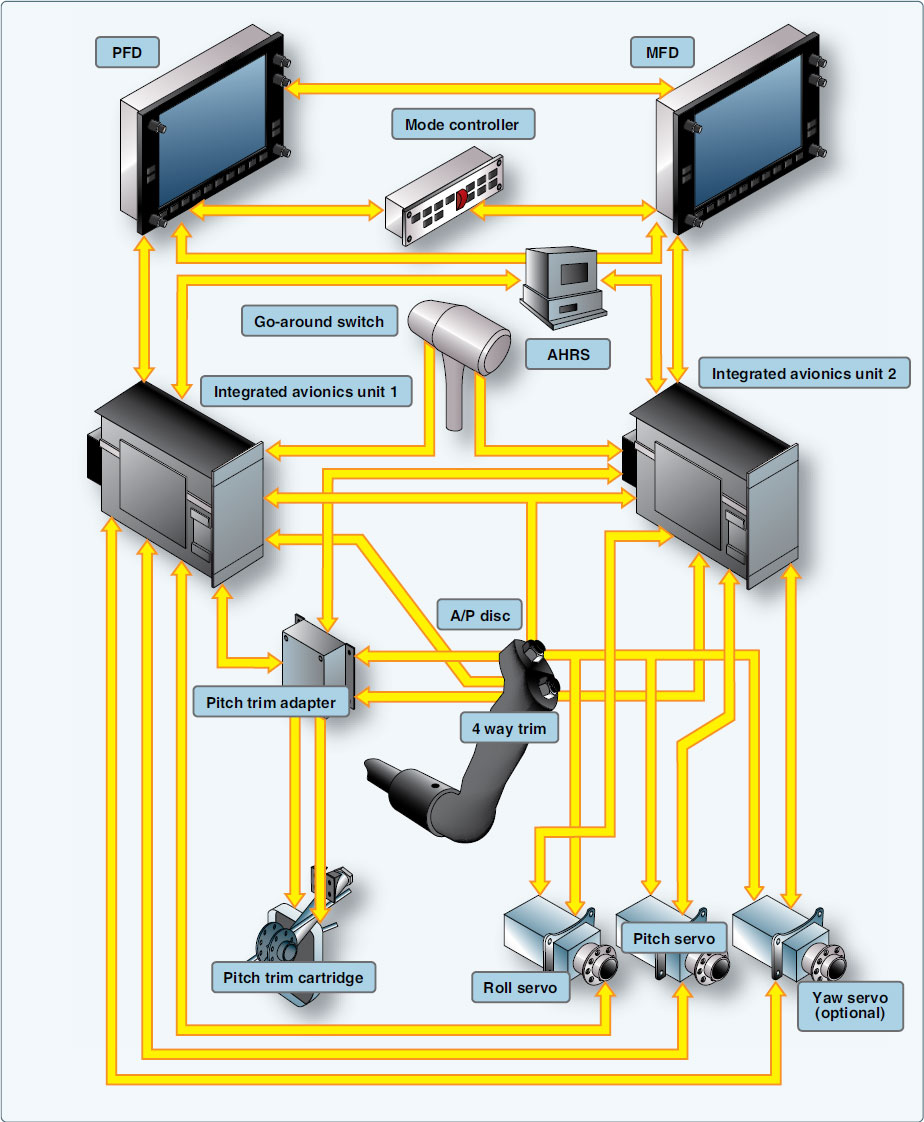 PFD
MFD
Mode controller
Go-around switch
AHRS
Integrated avionics unit 1
Integrated avionics unit 2
A/P disc
Pitch trim adapter
4 way trim
Pitch servo
Pitch trim cartridge
Roll servo
Yaw servo
(optional)